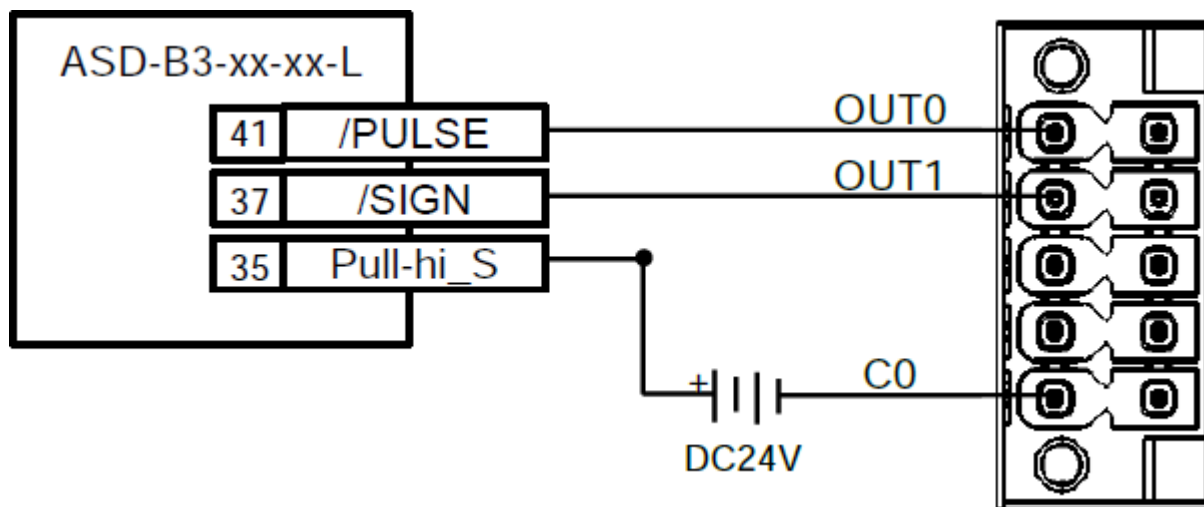 ASD-B3-xx-xx-L
41 /PULSE OUT0
37 /SIGN OUT1
35 Pull-hi_S
+ C0
DC24V